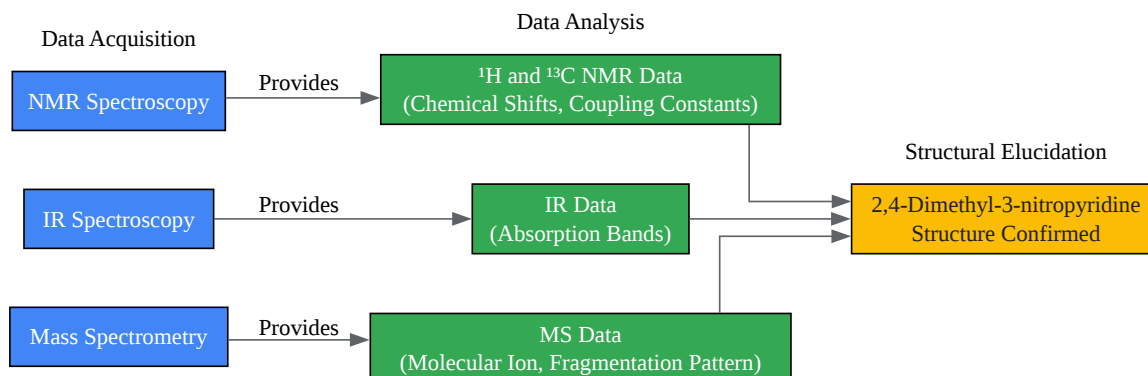 Data Acquisition
Data Analysis
NMR Spectroscopy
Provides
¹H and ¹³C NMR Data
(Chemical Shifts, Coupling Constants)
Structural Elucidation
IR Spectroscopy
Provides
IR Data
(Absorption Bands)
2,4-Dimethyl-3-nitropyridine
Structure Confirmed
Mass Spectrometry
Provides
MS Data
(Molecular Ion, Fragmentation Pattern)